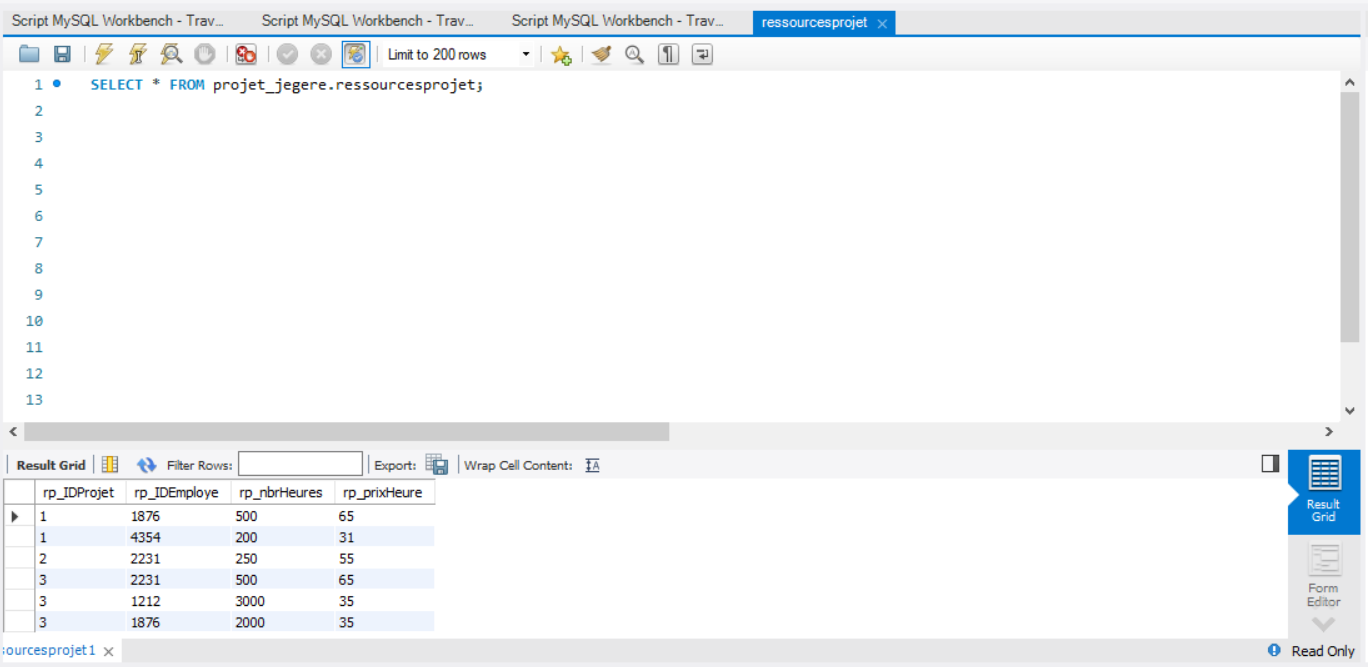 Script MySQL Workbench - Trav... Script MySQL Workbench - Trav... Script MySQL Workbench - Trav... ressourcesprojet
Limit to 200 rows
1 SELECT * FROM projet_jegere.ressourcesprojet;
2
3
4
5
6
7
8
9
10
11
12
13
Result Grid Filter Rows: Export: Wrap Cell Content:
rp_IDProjet rp_IDEmploye rp_nbrHeures rp_prixHeure
1 1876 500 65
1 4354 200 31
2 2231 250 55
3 2231 500 65
3 1212 3000 35
3 1876 2000 35
Result
Grid
Form
Editor
sourcesprojet1 Read Only